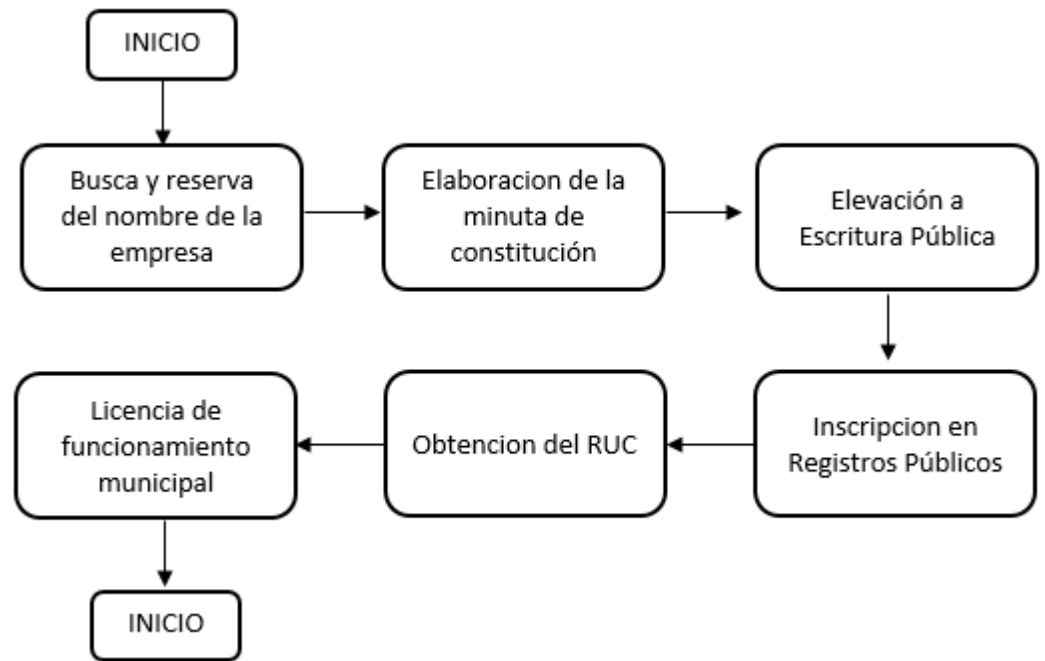 INICIO
Busca y reserva
del nombre de la
empresa
Elaboracion de la
minuta de
constitución
Elevación a
Escritura Pública
Inscripcion en
Registros Públicos
Obtencion del RUC
Licencia de
funcionamiento
municipal
INICIO